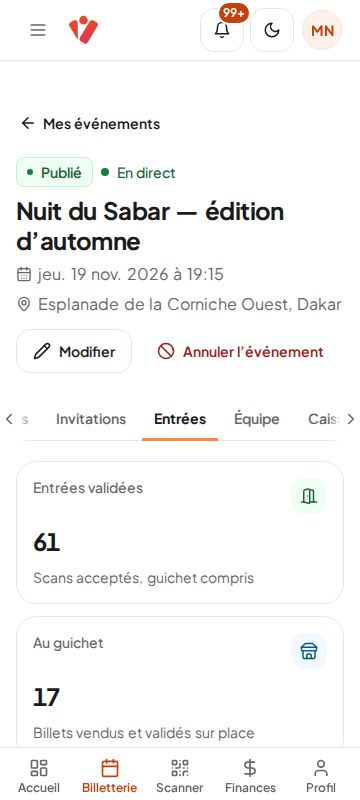 99+
MN
Mes événements
Publié
En direct
Nuit du Sabar — édition
d’automne
jeu. 19 nov. 2026 à 19:15
Esplanade de la Corniche Ouest, Dakar
Modifier
Annuler l’événement
s Invitations Entrées Équipe Cais
Entrées validées
61
Scans acceptés, guichet compris
Au guichet
17
Billets vendus et validés sur place
Accueil Billetterie Scanner Finances Profil